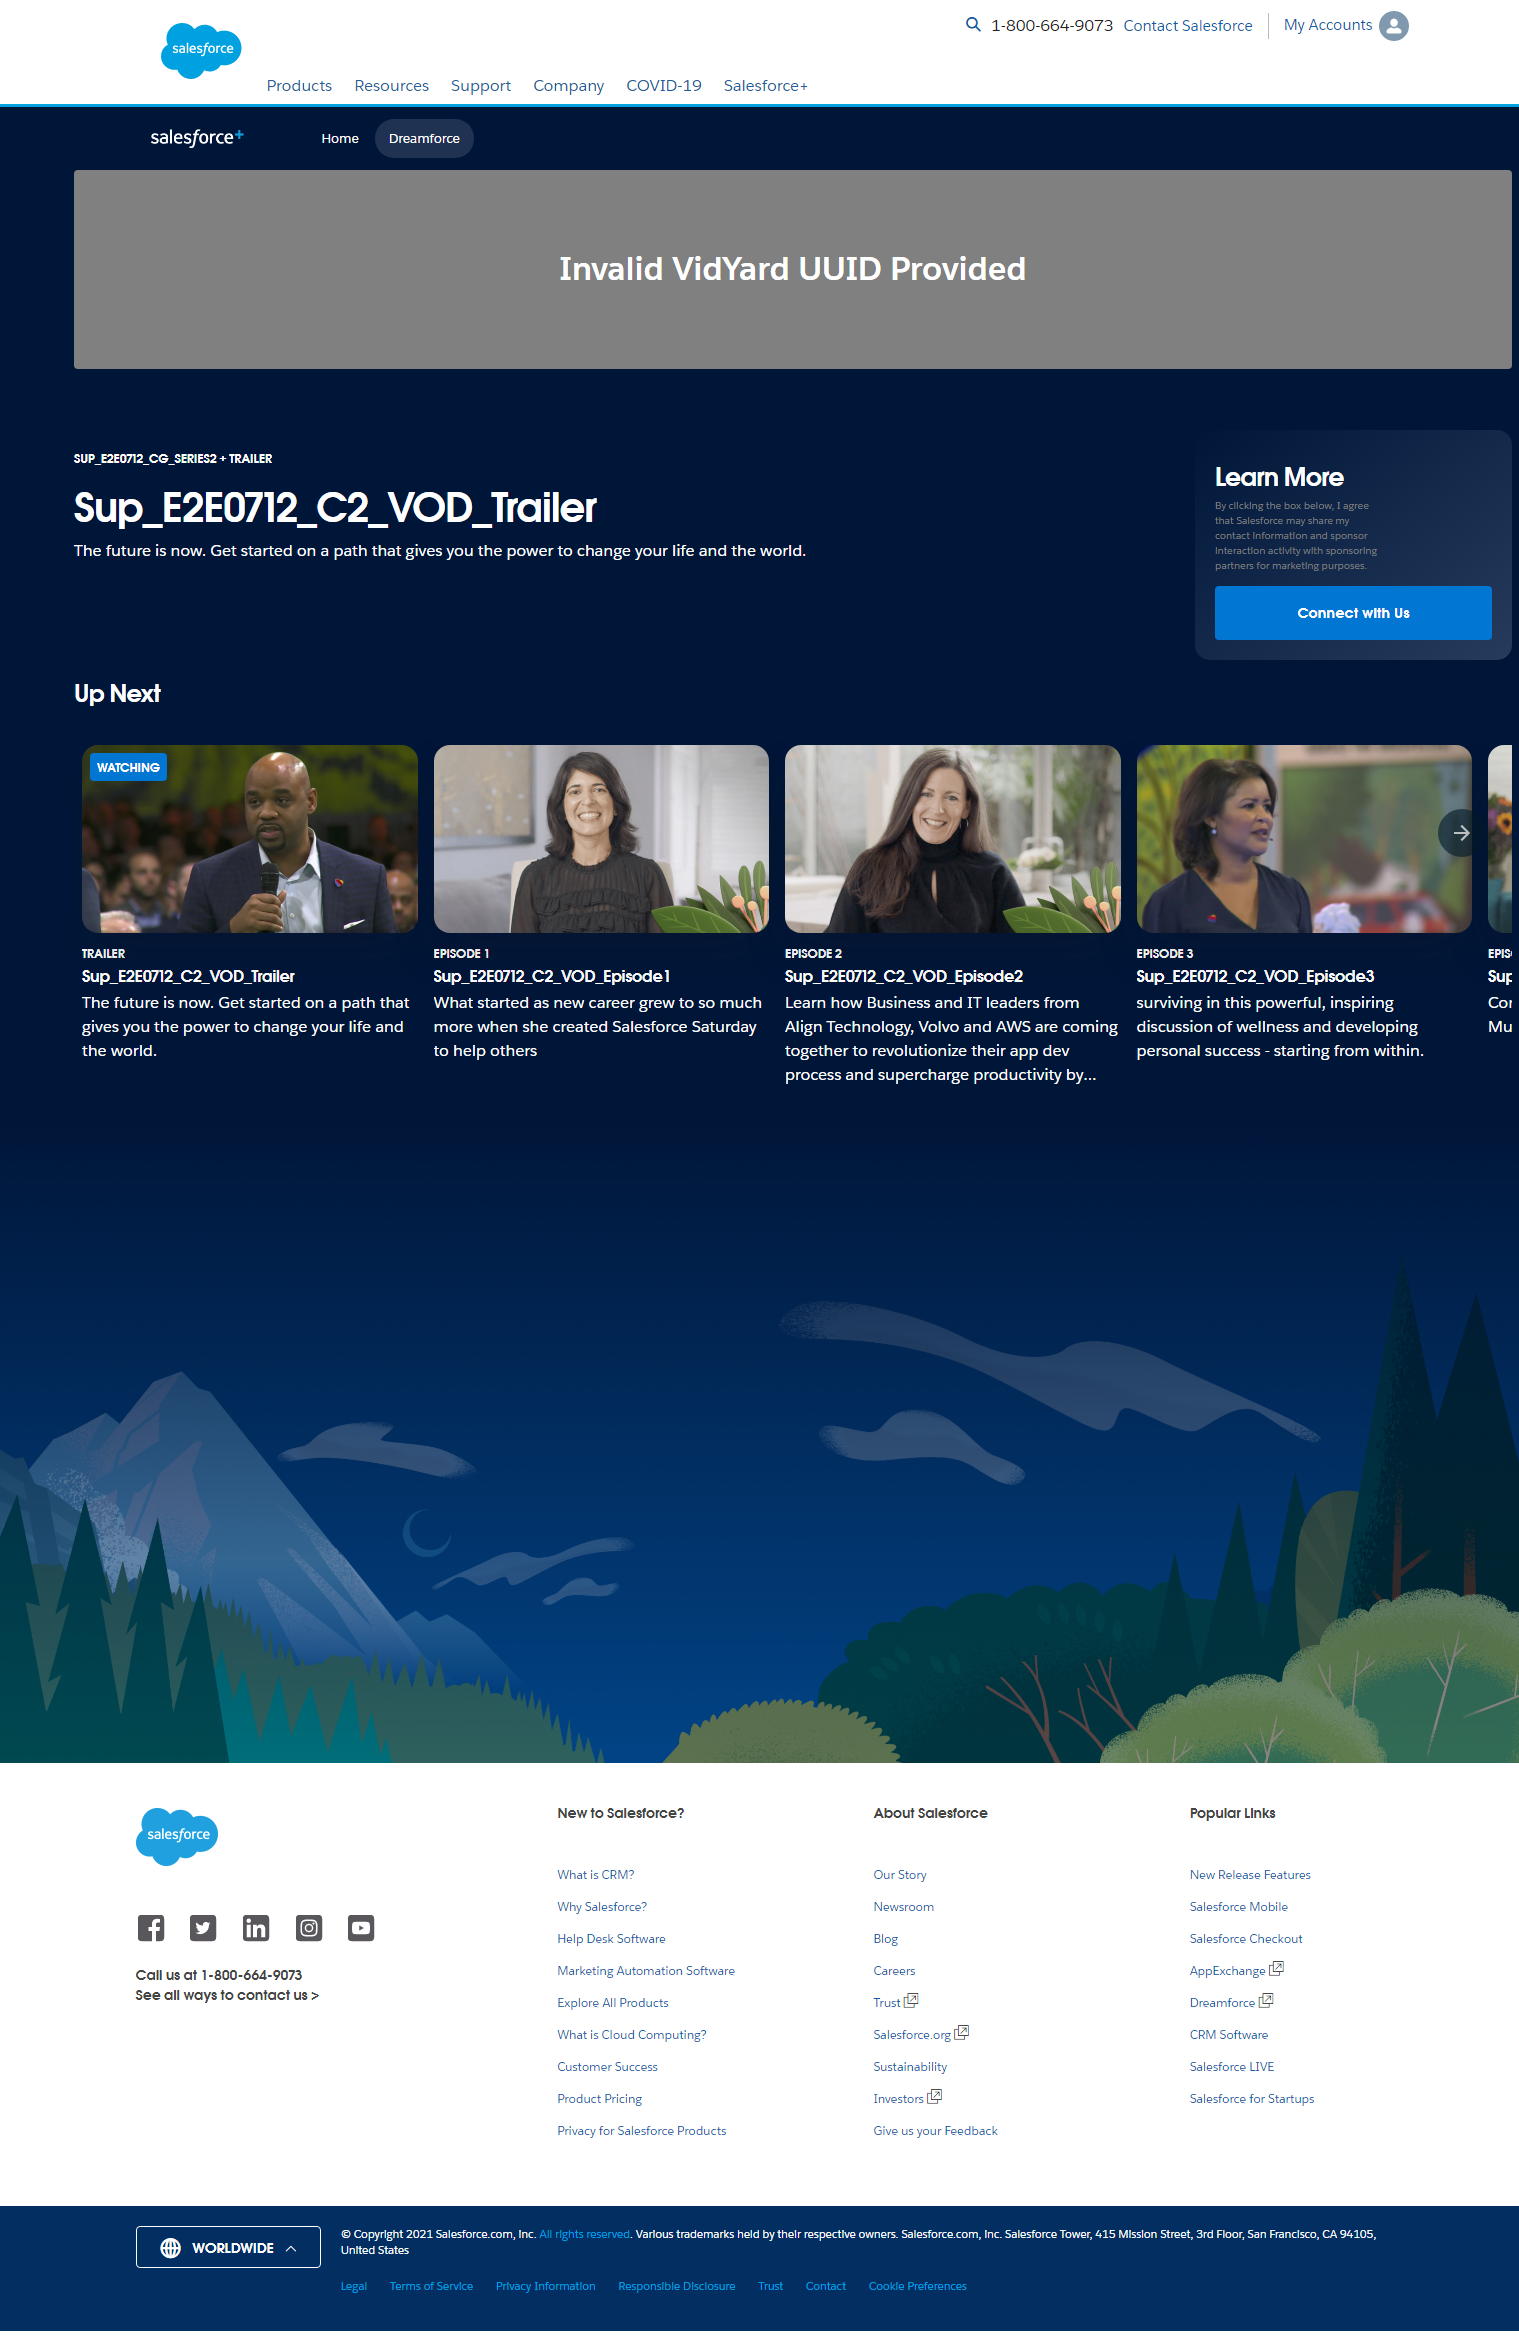 1-800-664-9073 Contact Salesforce My Accounts
salesforce
Products Resources Support Company COVID-19 Salesforce+
salesforce+ Home Dreamforce
Invalid VidYard UUID Provided
SUP_E2E0712_CG_SERIES2 + TRAILER
Sup_E2E0712_C2_VOD_Trailer
The future is now. Get started on a path that gives you the power to change your life and the world.
Learn More
By clicking the box below, I agree
that Salesforce may share my
contact information and sponsor
interaction activity with sponsoring
partners for marketing purposes.
Connect with Us
Up Next
WATCHING
TRAILER
Sup_E2E0712_C2_VOD_Trailer
The future is now. Get started on a path that
gives you the power to change your life and
the world.
EPISODE 1
Sup_E2E0712_C2_VOD_Episode1
What started as new career grew to so much
more when she created Salesforce Saturday
to help others
EPISODE 2
Sup_E2E0712_C2_VOD_Episode2
Learn how Business and IT leaders from
Align Technology, Volvo and AWS are coming
together to revolutionize their app dev
process and supercharge productivity by...
EPISODE 3
Sup_E2E0712_C2_VOD_Episode3
surviving in this powerful, inspiring
discussion of wellness and developing
personal success - starting from within.
EPIS
Sup
Cor
Mu
salesforce
Call us at 1-800-664-9073
See all ways to contact us >
New to Salesforce?
What is CRM?
Why Salesforce?
Help Desk Software
Marketing Automation Software
Explore All Products
What is Cloud Computing?
Customer Success
Product Pricing
Privacy for Salesforce Products
About Salesforce
Our Story
Newsroom
Blog
Careers
Trust
Salesforce.org
Sustainability
Investors
Give us your Feedback
Popular Links
New Release Features
Salesforce Mobile
Salesforce Checkout
AppExchange
Dreamforce
CRM Software
Salesforce LIVE
Salesforce for Startups
WORLDWIDE
© Copyright 2021 Salesforce.com, inc. All rights reserved. Various trademarks held by their respective owners. Salesforce.com, inc. Salesforce Tower, 415 Mission Street, 3rd Floor, San Francisco, CA 94105,
United States
Legal Terms of Service Privacy Information Responsible Disclosure Trust Contact Cookie Preferences